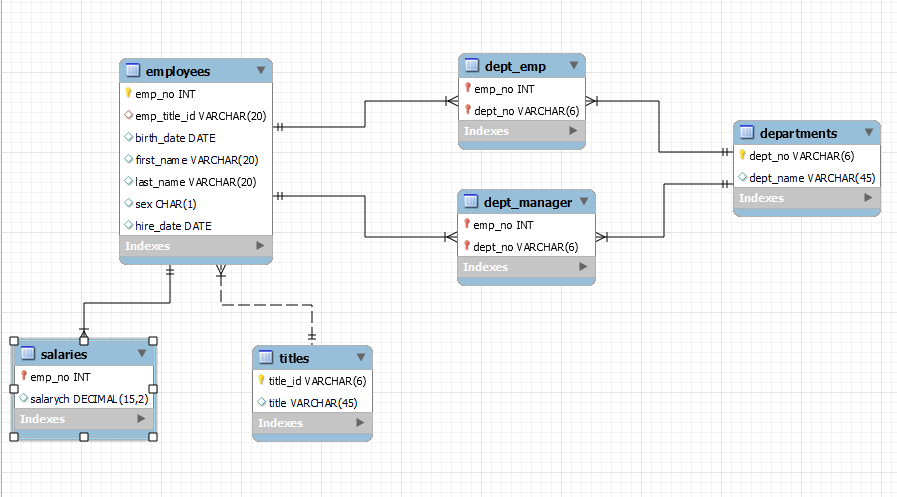 employees
emp_no INT
emp_title_id VARCHAR(20)
birth_date DATE
first_name VARCHAR(20)
last_name VARCHAR(20)
sex CHAR(1)
hire_date DATE
Indexes
dept_emp
emp_no INT
dept_no VARCHAR(6)
Indexes
departments
dept_no VARCHAR(6)
dept_name VARCHAR(45)
Indexes
dept_manager
emp_no INT
dept_no VARCHAR(6)
Indexes
salaries
emp_no INT
salarych DECIMAL(15,2)
Indexes
titles
title_id VARCHAR(6)
title VARCHAR(45)
Indexes